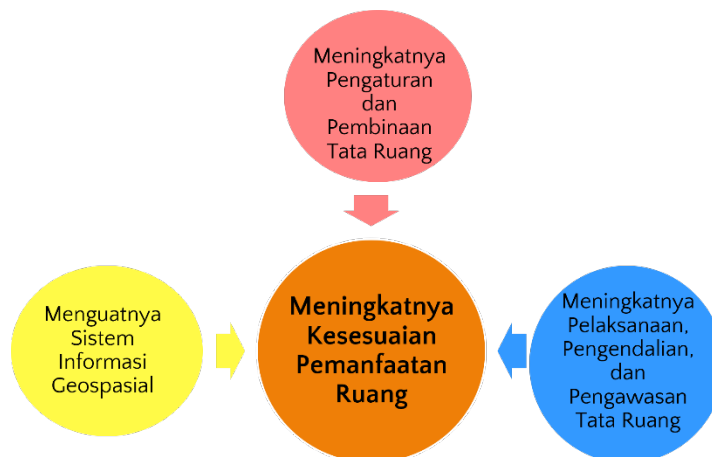 Meningkatnya
Pengaturan
dan
Pembinaan
Tata Ruang
Menguatnya
Sistem
Informasi
Geospasial
Meningkatnya
Kesesuaian
Pemanfaatan
Ruang
Meningkatnya
Pelaksanaan,
Pengendalian,
dan
Pengawasan
Tata Ruang